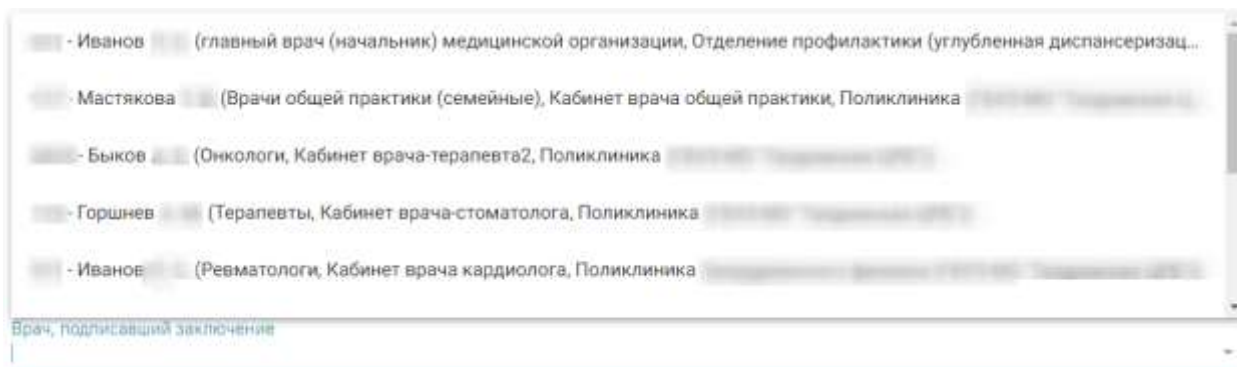 - Иванов (главный врач (начальник) медицинской организации, Отделение профилактики (углубленная диспансеризац...
- Мастякова (Врачи общей практики (семейные), Кабинет врача общей практики, Поликлиника
- Быков (Онкологи, Кабинет врача-терапевта2, Поликлиника
- Горшнев (Терапевты, Кабинет врача-стоматолога, Поликлиника
- Иванов (Ревматологи, Кабинет врача кардиолога, Поликлиника
Врач, подписавший заключение